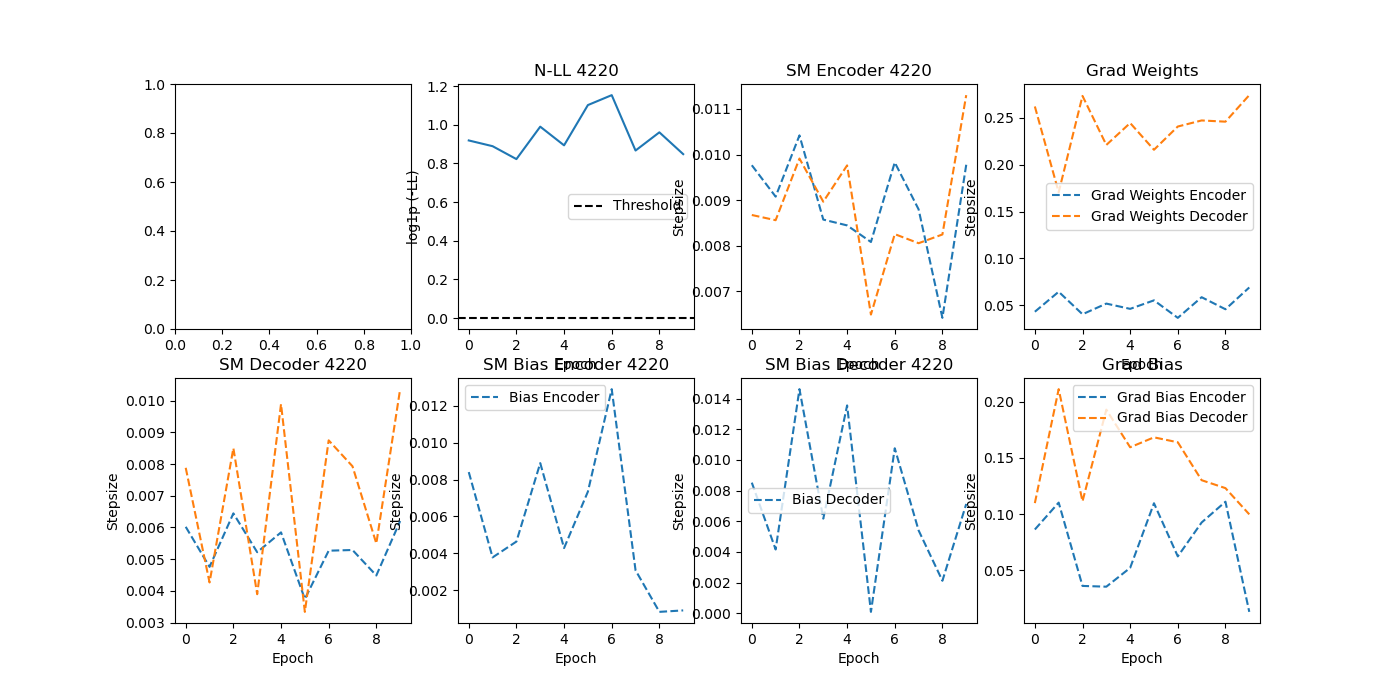 N-LL 4220
SM Encoder 4220
Grad Weights
1.0
0.8
0.6
0.4
0.2
0.0
0.0 0.2 0.4 0.6 0.8 1.0
log1p (-LL)
1.2
1.0
0.8
0.6
0.4
0.2
0.0
Threshold
0 2 4 6 8
Epoch
Stepsize
0.011
0.010
0.009
0.008
0.007
0 2 4 6 8
Epoch
Stepsize
0.25
0.20
0.15
0.10
0.05
Grad Weights Encoder
Grad Weights Decoder
0 2 4 6 8
Epoch
SM Decoder 4220
SM Bias Encoder 4220
SM Bias Decoder 4220
Grad Bias
Stepsize
0.010
0.009
0.008
0.007
0.006
0.005
0.004
0.003
0 2 4 6 8
Epoch
Stepsize
0.012
0.010
0.008
0.006
0.004
0.002
Bias Encoder
0 2 4 6 8
Epoch
Stepsize
0.014
0.012
0.010
0.008
0.006
0.004
0.002
0.000
Bias Decoder
0 2 4 6 8
Epoch
Stepsize
0.20
0.15
0.10
0.05
Grad Bias Encoder
Grad Bias Decoder
0 2 4 6 8
Epoch